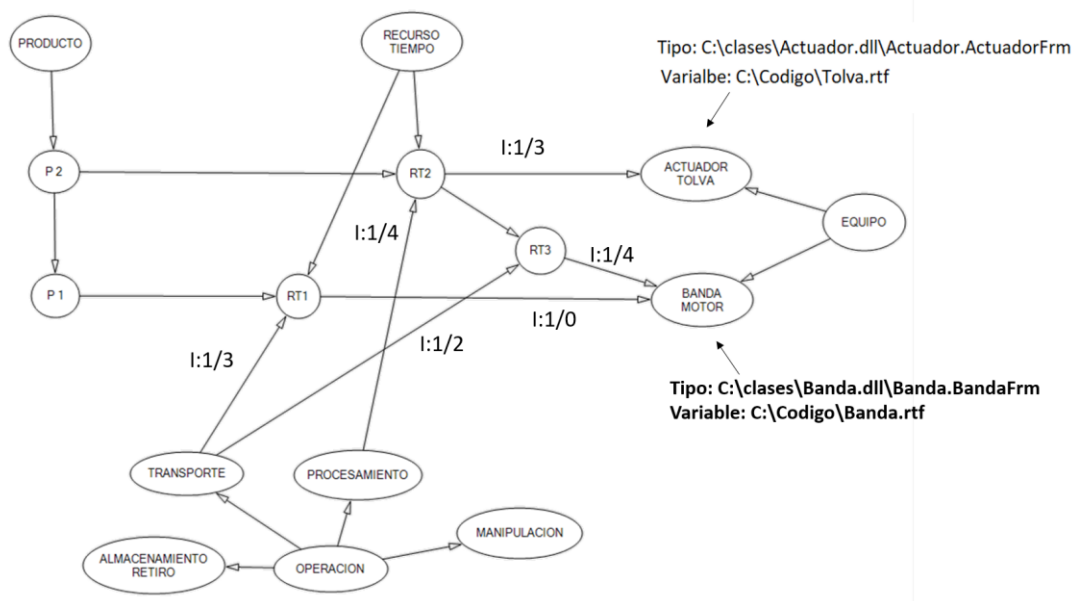 PRODUCTO
RECURSO
TIEMPO
Tipo: C:\clases\Actuador.dll\Actuador.ActuadorFrm
Varialbe: C:\Codigo\Tolva.rtf
I:1/3
P 2
RT2
ACTUADOR
TOLVA
EQUIPO
I:1/4
RT3
I:1/4
P 1
RT1
BANDA
MOTOR
I:1/0
I:1/2
I:1/3
Tipo: C:\clases\Banda.dll\Banda.BandaFrm
Variable: C:\Codigo\Banda.rtf
TRANSPORTE
PROCESAMIENTO
MANIPULACION
ALMACENAMIENTO
RETIRO
OPERACION